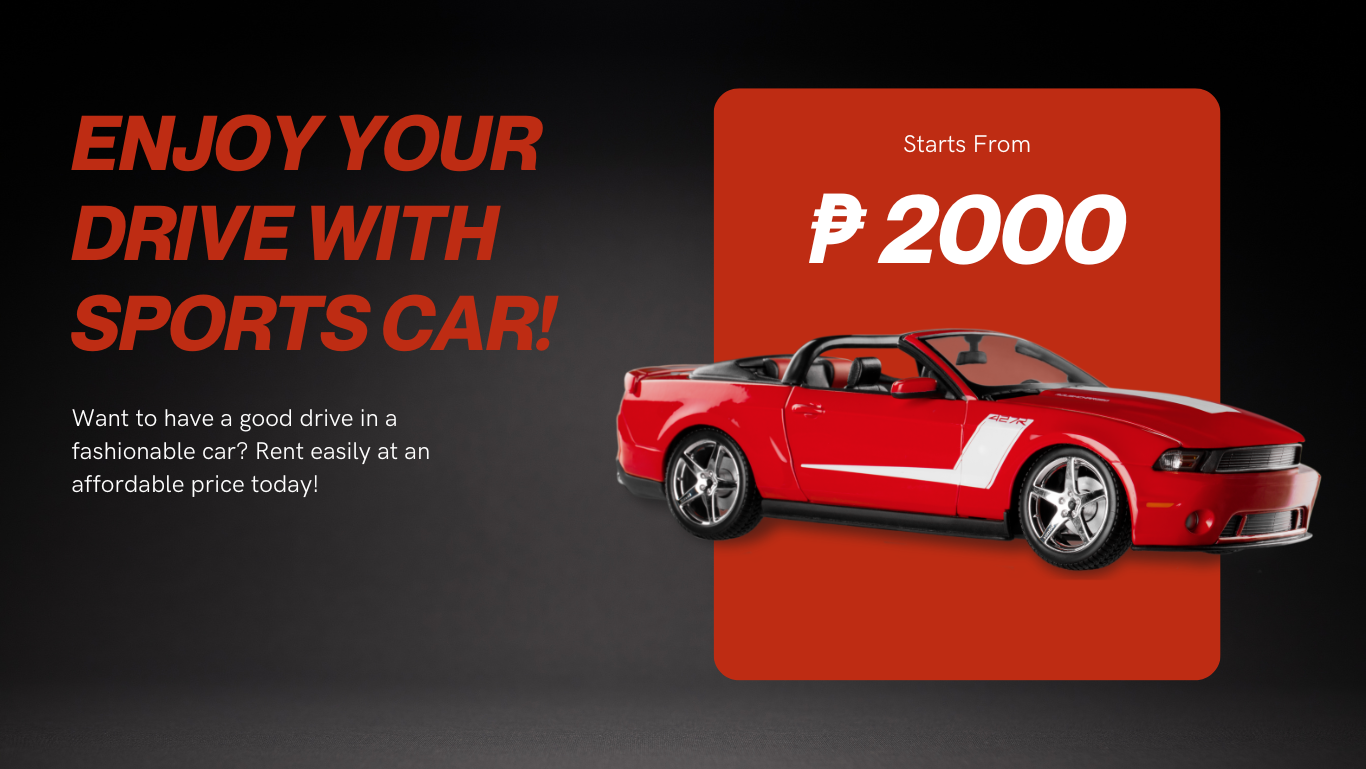 ENJOY YOUR
DRIVE WITH
SPORTS CAR!
Want to have a good drive in a
fashionable car? Rent easily at an
affordable price today!
Starts From
₱ 2000
427R